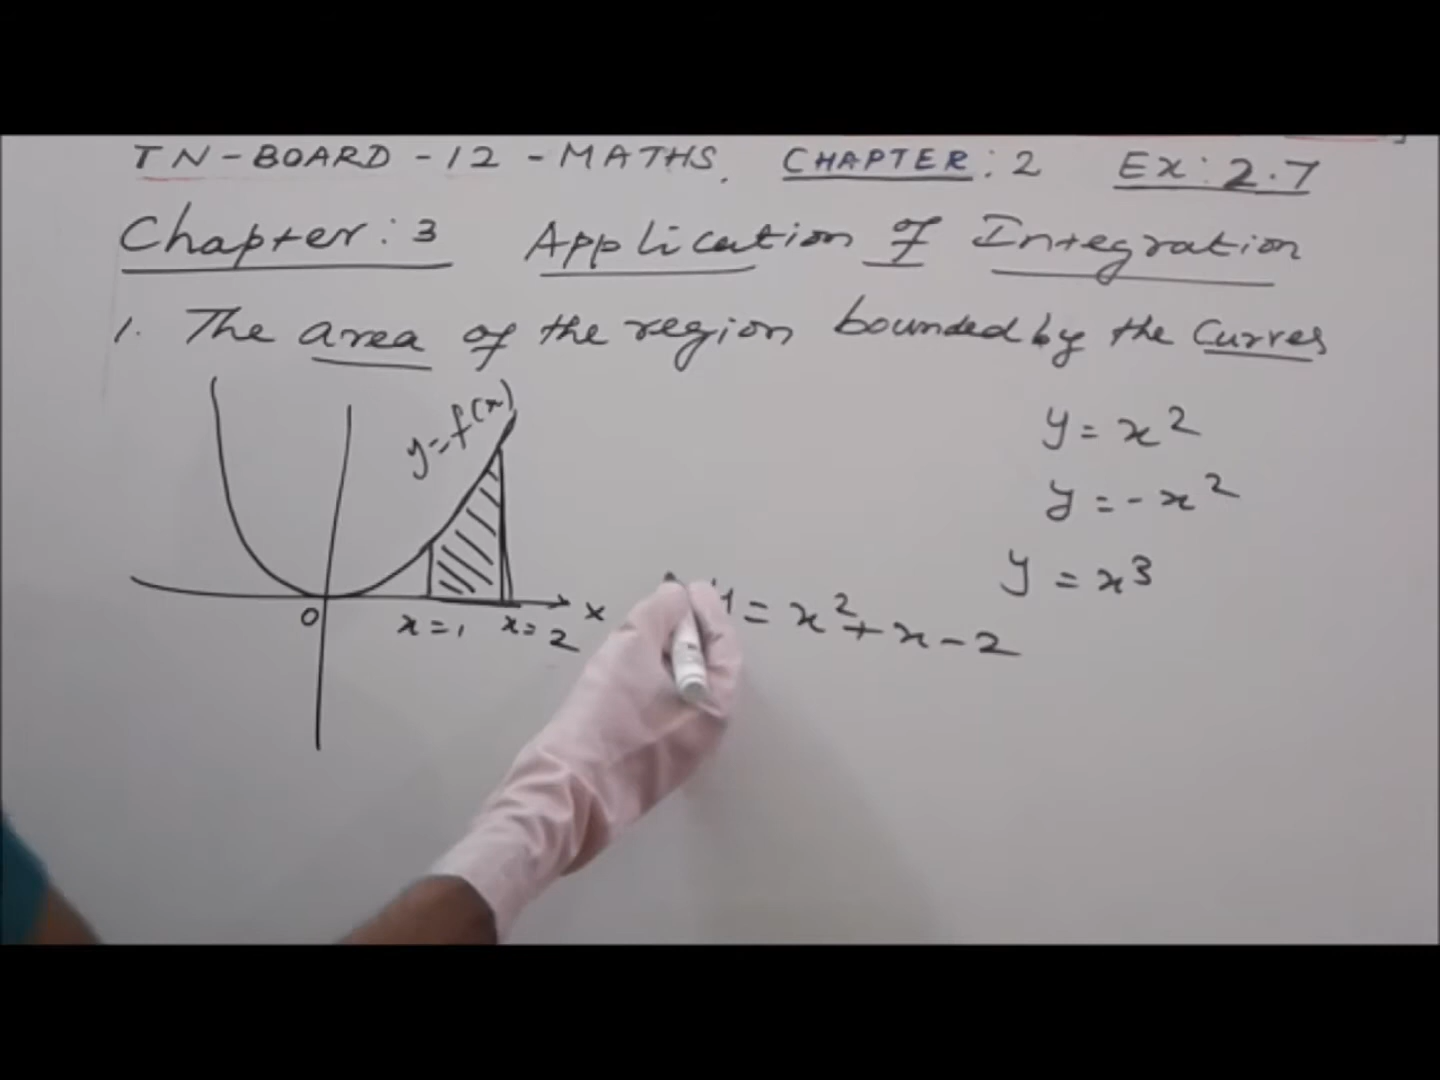 TN-BOARD-12-MATHS. CHAPTER: 2 EX: 2.7
Chapter: 3 Application of Integration
1. The area of the region bounded by the Curves
y=f(x)
y = x²
y = -x²
y = x³
= x²+x-2
0 x=1 x=2 x